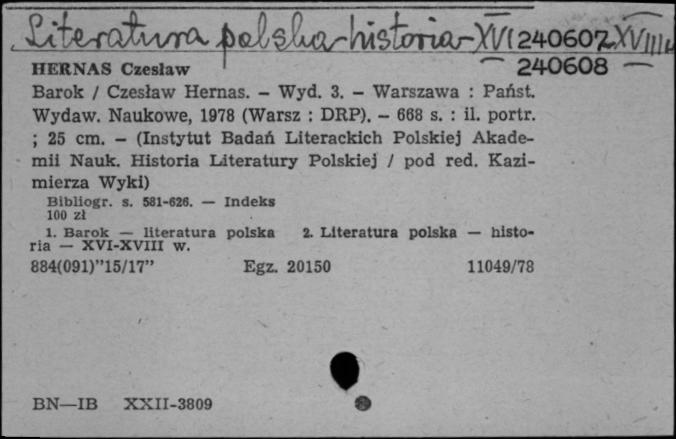 Literatura polska-historia-XVI 240607 XVIII w
240608
HERNAS Czesław
Barok / Czesław Hernas. – Wyd. 3. – Warszawa : Państ.
Wydaw. Naukowe, 1978 (Warsz : DRP). – 668 s. : il. portr.
; 25 cm. – (Instytut Badań Literackich Polskiej Akade-
mii Nauk. Historia Literatury Polskiej / pod red. Kazi-
mierza Wyki)
Bibliogr. s. 581-626. — Indeks
100 zł
1. Barok — literatura polska 2. Literatura polska — histo-
ria — XVI-XVIII w.
884(091)”15/17” Egz. 20150 11049/78
BN—IB XXII-3809